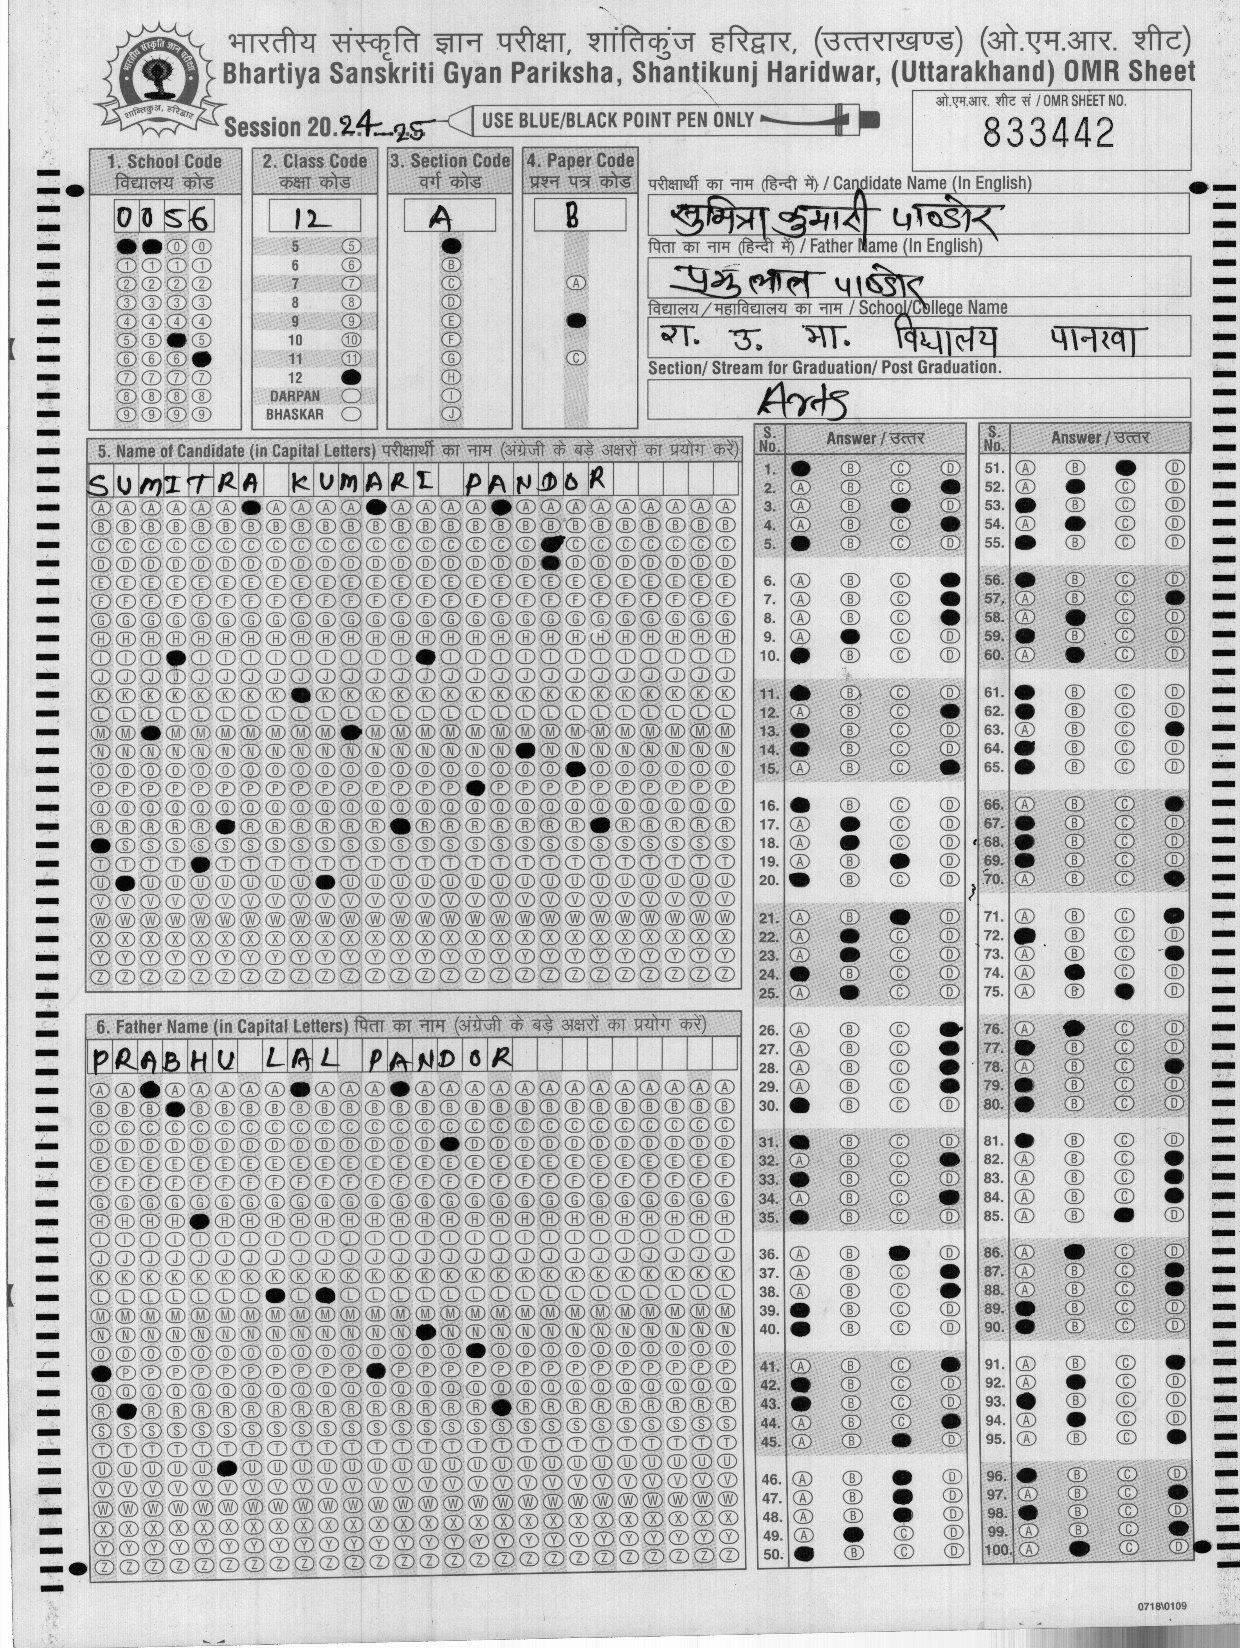 भारतीय संस्कृति ज्ञान परीक्षा, शांतिकुंज हरिद्वार, (उत्तराखण्ड) (ओ.एम.आर. शीट)
Bhartiya Sanskriti Gyan Pariksha, Shantikunj Haridwar, (Uttarakhand) OMR Sheet
Session 2024-25
USE BLUE/BLACK POINT PEN ONLY
ओ.एम.आर. शीट सं / OMR SHEET NO.
833442
1. School Code
विद्यालय कोड
0056
2. Class Code
कक्षा कोड
12
5
6
7
8
9
10
11
12
DARPAN
BHASKAR
3. Section Code
वर्ग कोड
A
4. Paper Code
प्रश्न पत्र कोड
B
परीक्षार्थी का नाम (हिन्दी में) / Candidate Name (In English)
सुमित्रा कुमारी पाण्डोर
पिता का नाम (हिन्दी में) / Father Name (In English)
प्रभुलाल पाण्डोर
विद्यालय / महाविद्यालय का नाम / School/College Name
रा. उ. मा. विद्यालय पानरवा
Section/ Stream for Graduation/ Post Graduation.
Arts
5. Name of Candidate (in Capital Letters) परीक्षार्थी का नाम (अंग्रेजी के बड़े अक्षरों का प्रयोग करें)
SUMITRA KUMARI PANDOR
6. Father Name (in Capital Letters) पिता का नाम (अंग्रेजी के बड़े अक्षरों का प्रयोग करें)
PRABHU LAL PANDOR
S. No.
Answer / उत्तर
S. No.
Answer / उत्तर
0718\0109